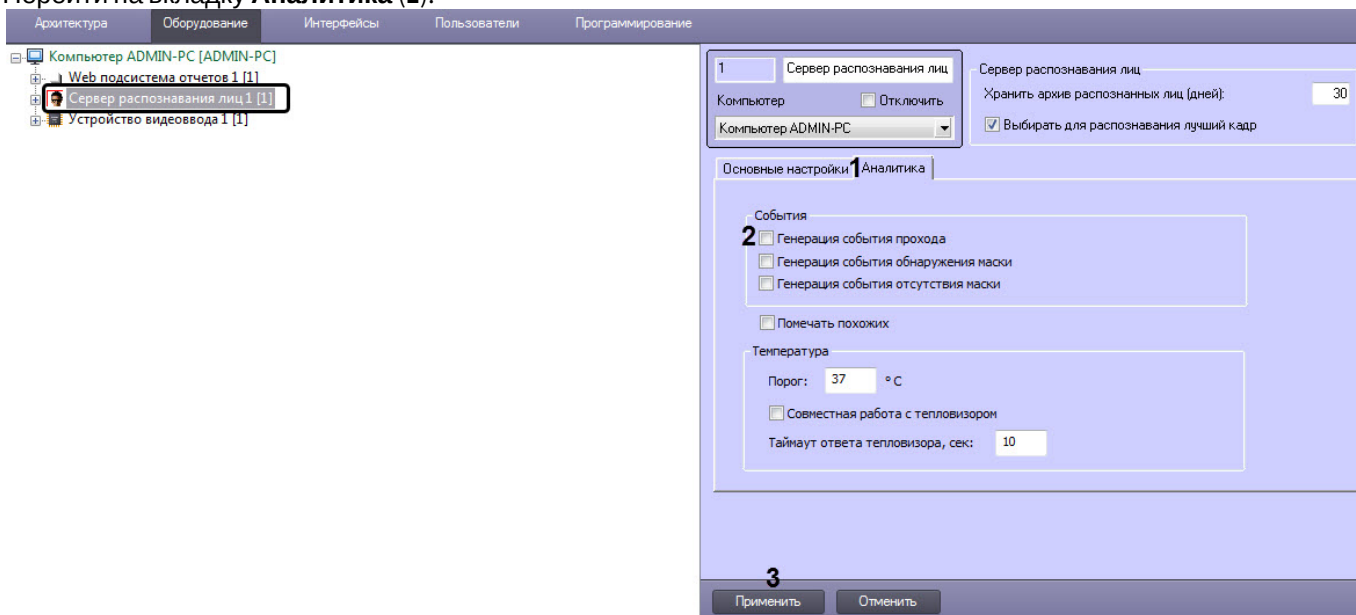 Перейти на вкладку Аналитика (1).
Архитектура Оборудование Интерфейсы Пользователи Программирование
Компьютер ADMIN-PC [ADMIN-PC]
Web подсистема отчетов 1 [1]
Сервер распознавания лиц 1 [1]
Устройство видеоввода 1 [1]
1 Сервер распознавания лиц
Компьютер Отключить
Компьютер ADMIN-PC
Сервер распознавания лиц
Хранить архив распознанных лиц (дней): 30
Выбирать для распознавания лучший кадр
Основные настройки 1 Аналитика
События
2 Генерация события прохода
Генерация события обнаружения маски
Генерация события отсутствия маски
Помечать похожих
Температура
Порог: 37 °C
Совместная работа с тепловизором
Таймаут ответа тепловизора, сек: 10
3
Применить Отменить